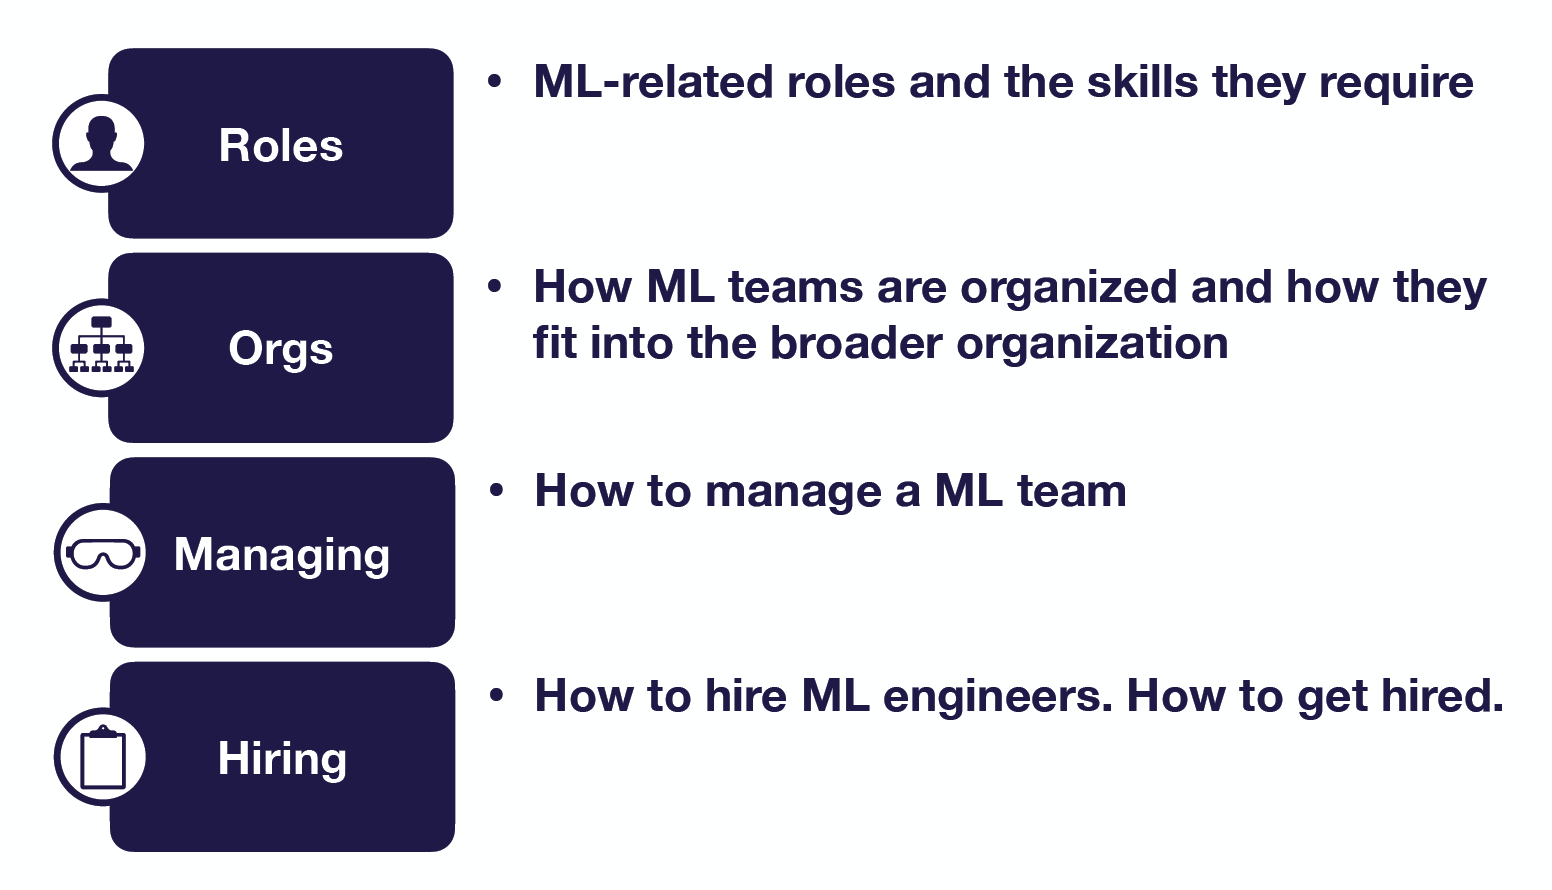 Roles
• ML-related roles and the skills they require
Orgs
• How ML teams are organized and how they
fit into the broader organization
Managing
• How to manage a ML team
Hiring
• How to hire ML engineers. How to get hired.